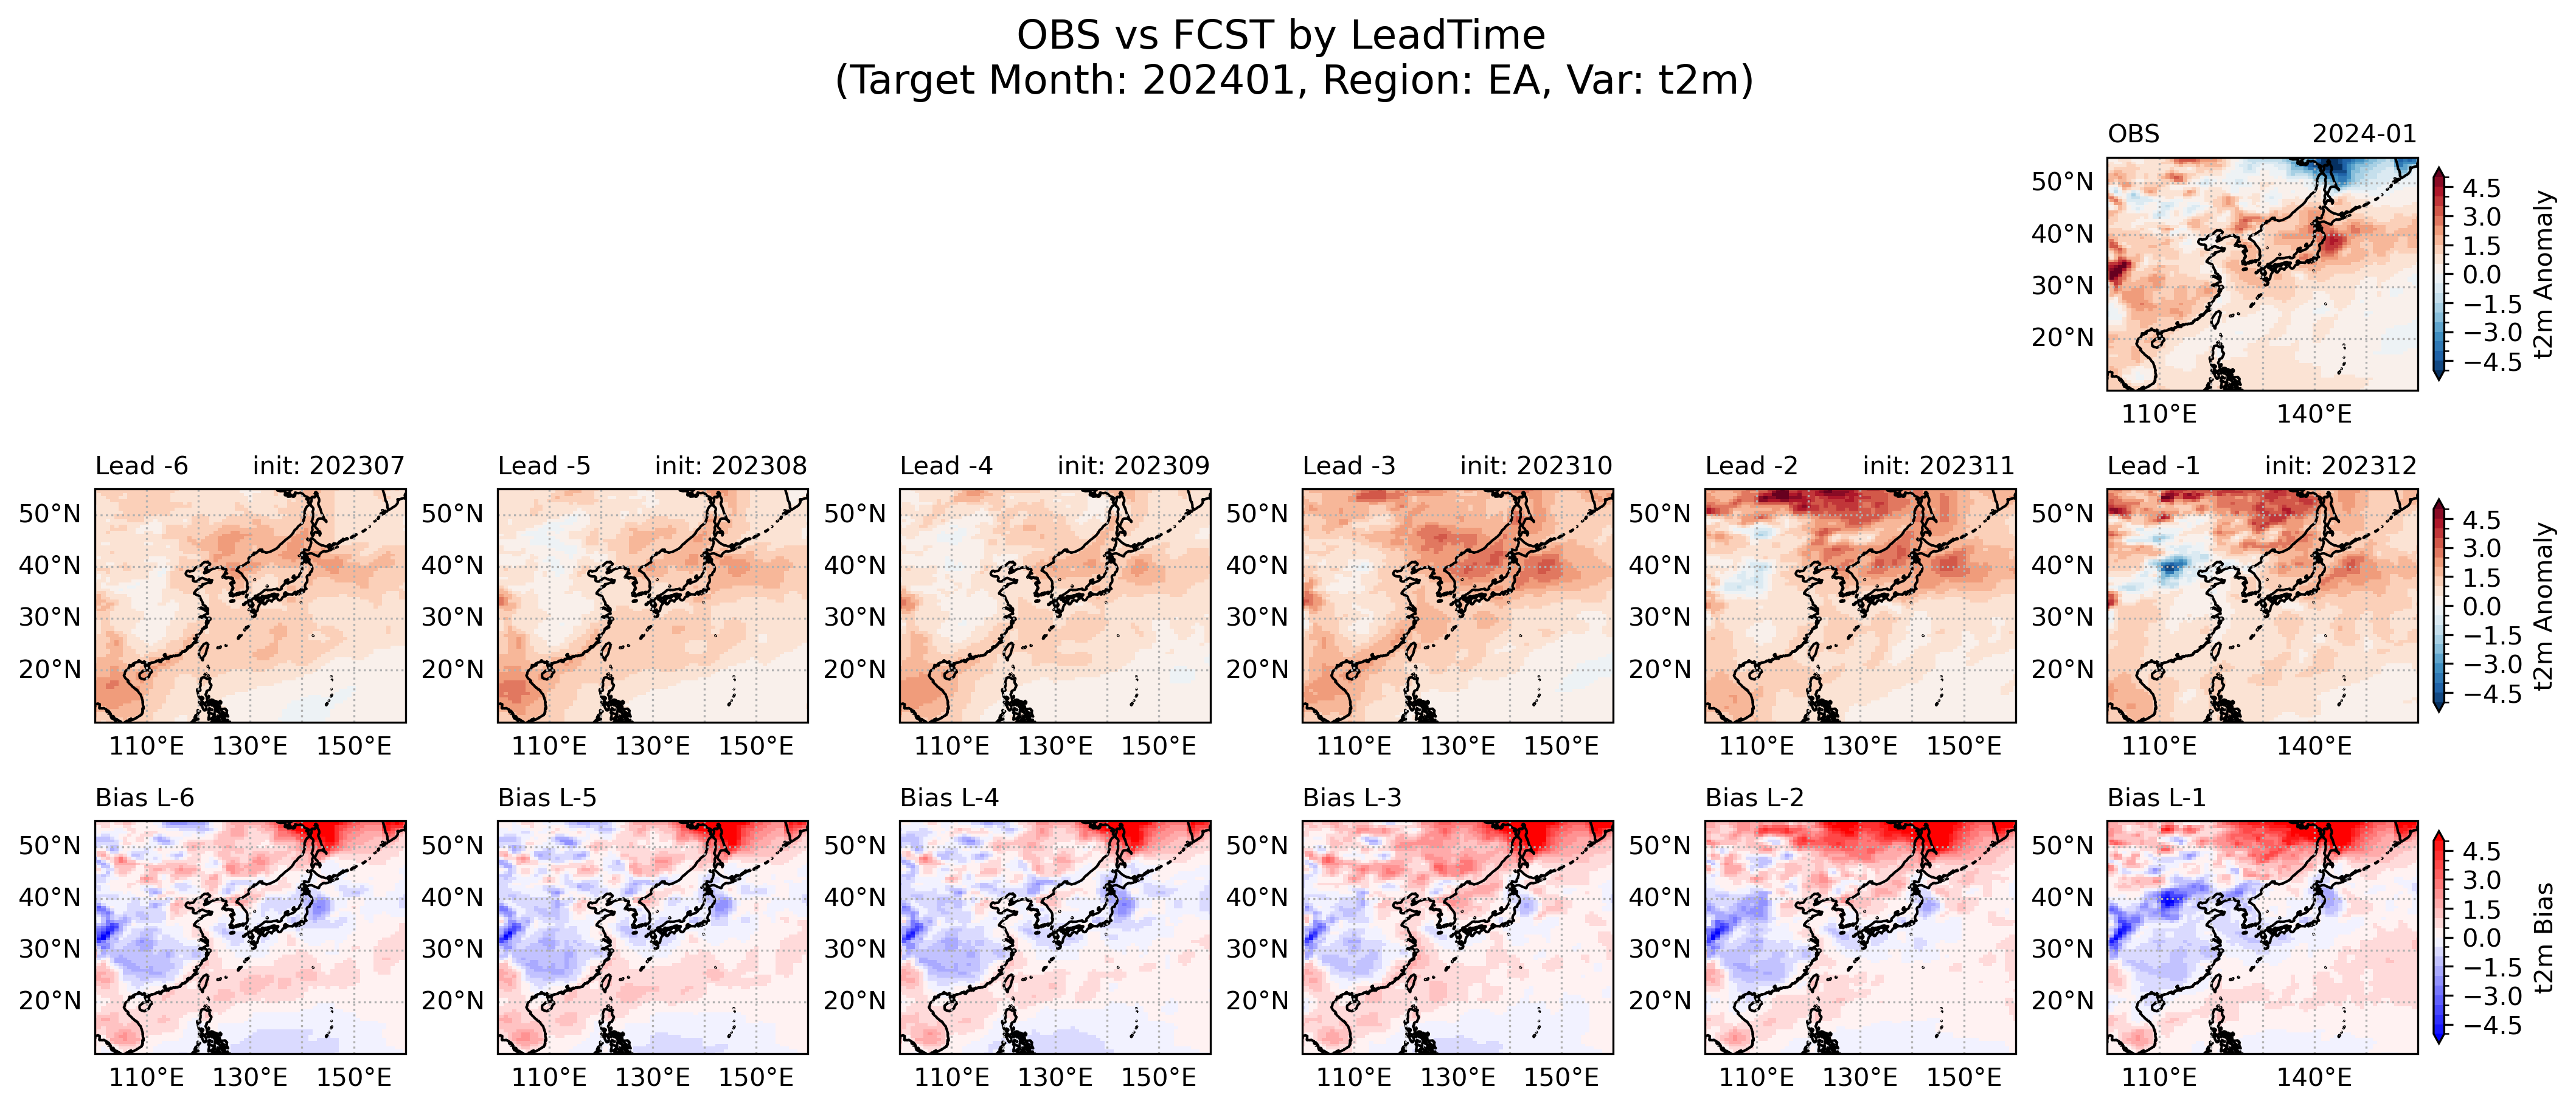 OBS vs FCST by LeadTime
(Target Month: 202401, Region: EA, Var: t2m)
OBS 2024-01
50°N
40°N
30°N
20°N
110°E 140°E
4.5
3.0
1.5
0.0
−1.5
−3.0
−4.5
t2m Anomaly
Lead -6 init: 202307
50°N
40°N
30°N
20°N
110°E 130°E 150°E
Lead -5 init: 202308
50°N
40°N
30°N
20°N
110°E 130°E 150°E
Lead -4 init: 202309
50°N
40°N
30°N
20°N
110°E 130°E 150°E
Lead -3 init: 202310
50°N
40°N
30°N
20°N
110°E 130°E 150°E
Lead -2 init: 202311
50°N
40°N
30°N
20°N
110°E 130°E 150°E
Lead -1 init: 202312
50°N
40°N
30°N
20°N
110°E 140°E
4.5
3.0
1.5
0.0
−1.5
−3.0
−4.5
t2m Anomaly
Bias L-6
50°N
40°N
30°N
20°N
110°E 130°E 150°E
Bias L-5
50°N
40°N
30°N
20°N
110°E 130°E 150°E
Bias L-4
50°N
40°N
30°N
20°N
110°E 130°E 150°E
Bias L-3
50°N
40°N
30°N
20°N
110°E 130°E 150°E
Bias L-2
50°N
40°N
30°N
20°N
110°E 130°E 150°E
Bias L-1
50°N
40°N
30°N
20°N
110°E 140°E
4.5
3.0
1.5
0.0
−1.5
−3.0
−4.5
t2m Bias